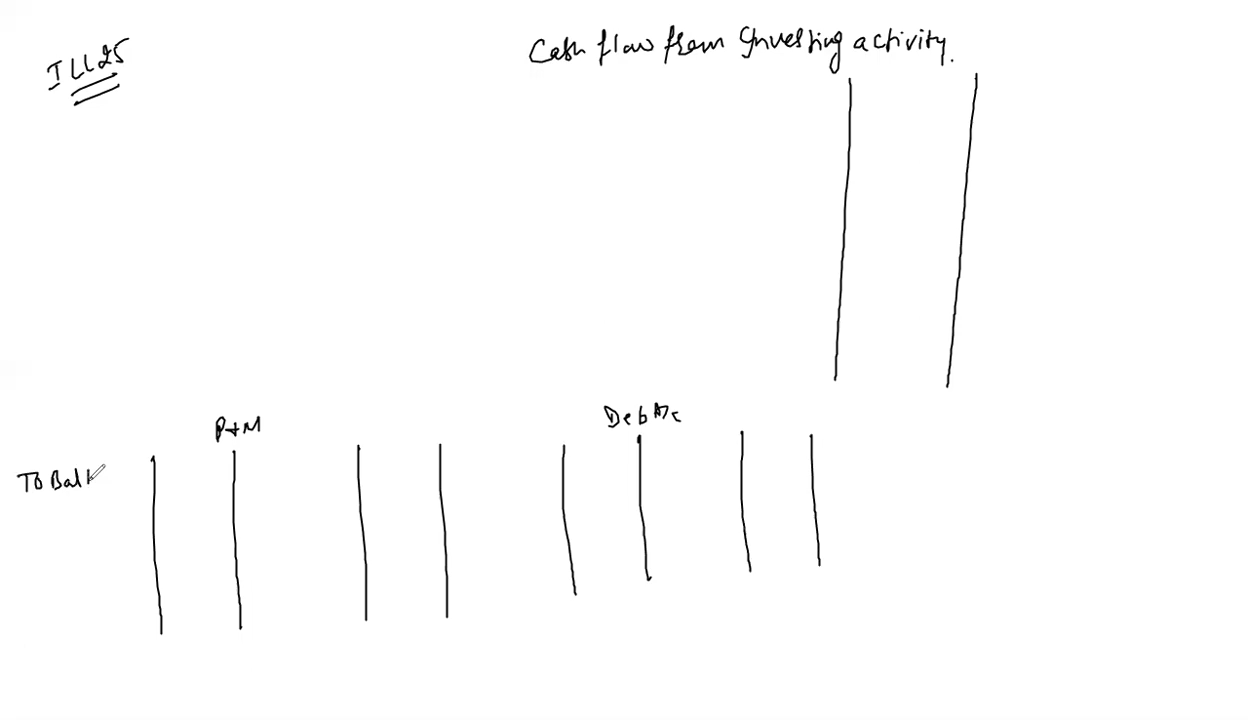 ILL25
Cash flow from Investing activity.
P+M
Deb A/c
To Bal b